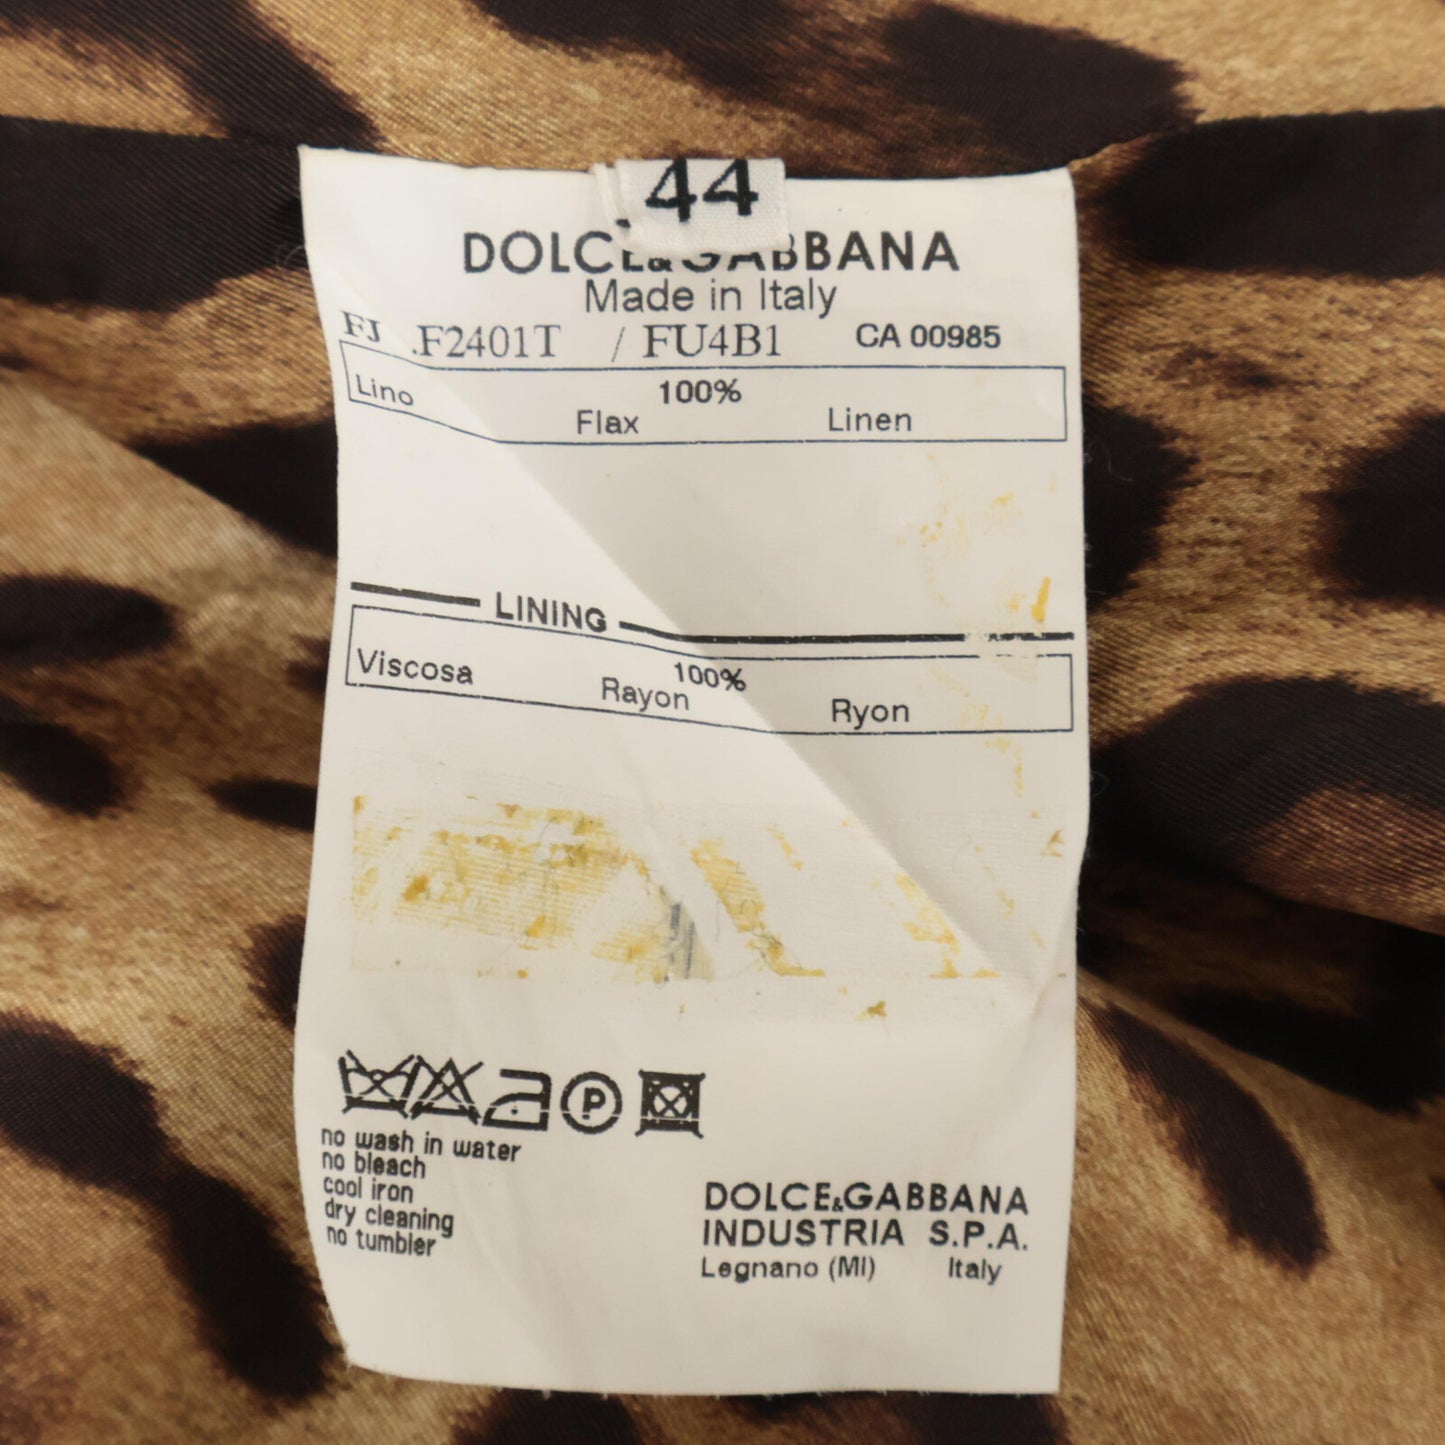 44
DOLCE&GABBANA
Made in Italy
FJ .F2401T / FU4B1 CA 00985
Lino 100%
Flax Linen
LINING
Viscosa 100%
Rayon Ryon
P
no wash in water
no bleach
cool iron
dry cleaning
no tumbler
DOLCE&GABBANA
INDUSTRIA S.P.A.
Legnano (MI) Italy